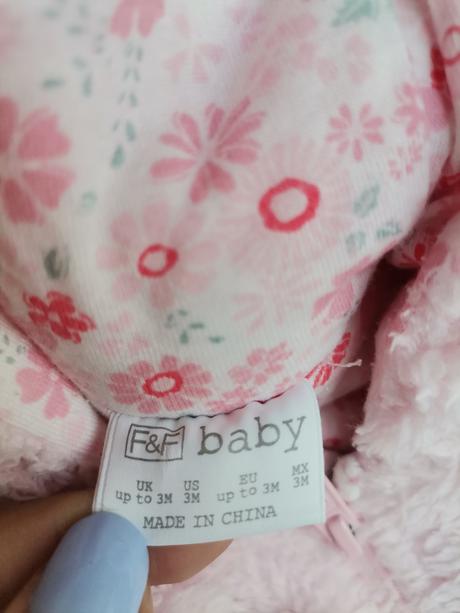 F&F baby
UK US EU MX
up to 3M 3M up to 3M 3M
MADE IN CHINA